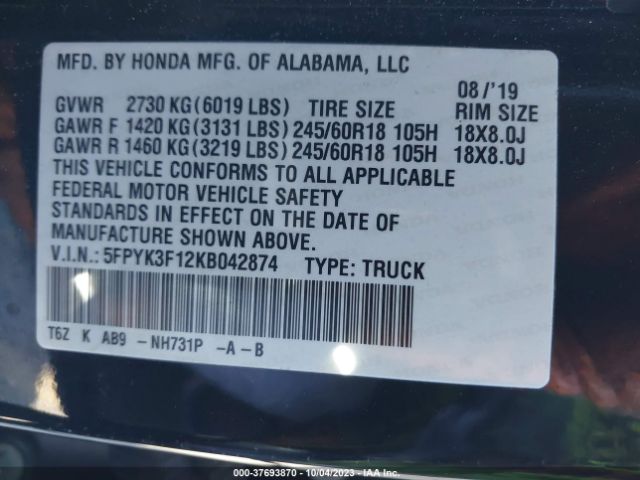 MFD. BY HONDA MFG. OF ALABAMA, LLC
08/'19
GVWR 2730 KG(6019 LBS) TIRE SIZE RIM SIZE
GAWR F 1420 KG(3131 LBS)245/60R18 105H 18X8.0J
GAWR R 1460 KG(3219 LBS)245/60R18 105H 18X8.0J
THIS VEHICLE CONFORMS TO ALL APPLICABLE
FEDERAL MOTOR VEHICLE SAFETY
STANDARDS IN EFFECT ON THE DATE OF
MANUFACTURE SHOWN ABOVE.
V.I.N.: 5FPYK3F12KB042874 TYPE: TRUCK
T6Z K AB9 -NH731P -A-B
000-37693870 - 10/04/2023 - IAAI.com